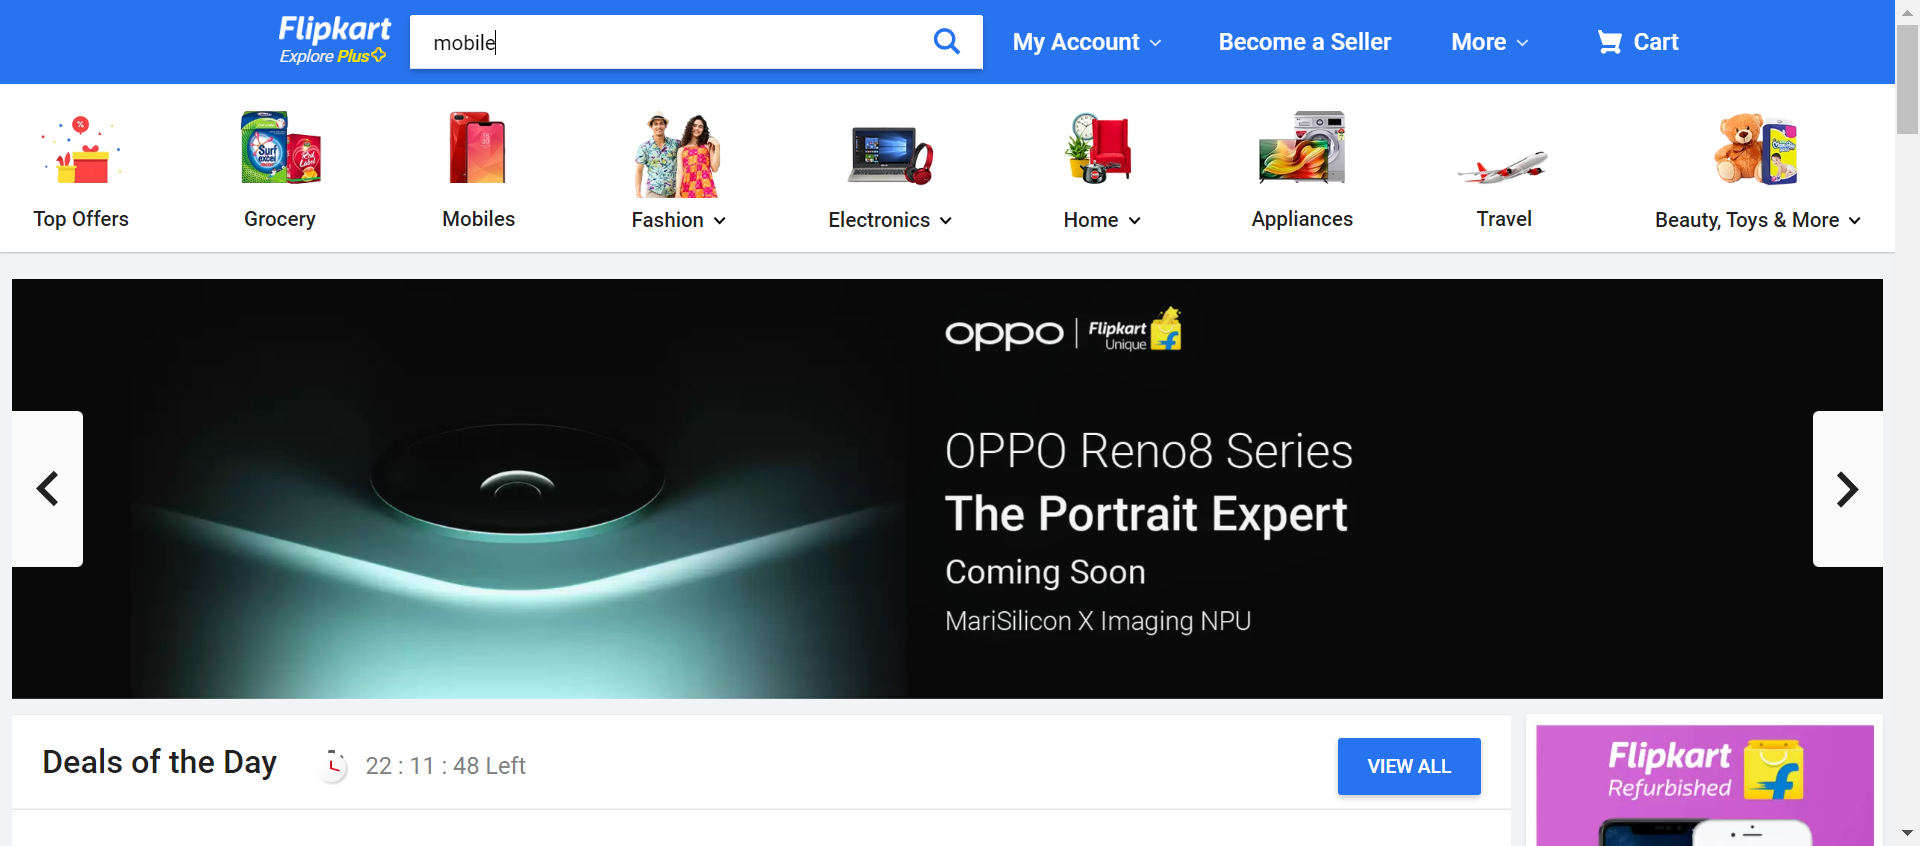 Flipkart
Explore Plus
mobile
My Account
Become a Seller
More
Cart
Top Offers
Grocery
Mobiles
Fashion
Electronics
Home
Appliances
Travel
Beauty, Toys & More
Surf excel
oppo | Flipkart Unique
OPPO Reno8 Series
The Portrait Expert
Coming Soon
MariSilicon X Imaging NPU
Deals of the Day
22 : 11 : 48 Left
VIEW ALL
Flipkart
Refurbished